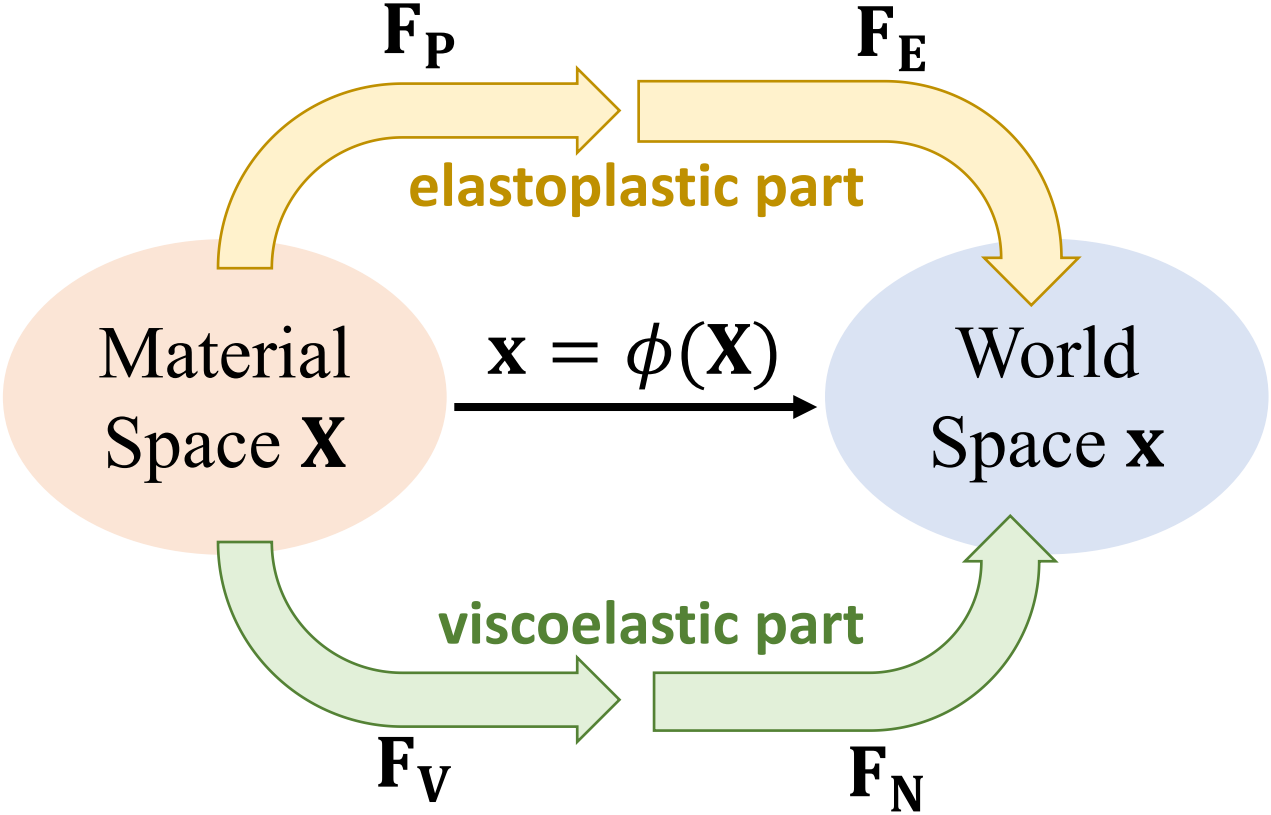 F_P
F_E
elastoplastic part
Material
Space X
x = ϕ(X)
World
Space x
viscoelastic part
F_V
F_N